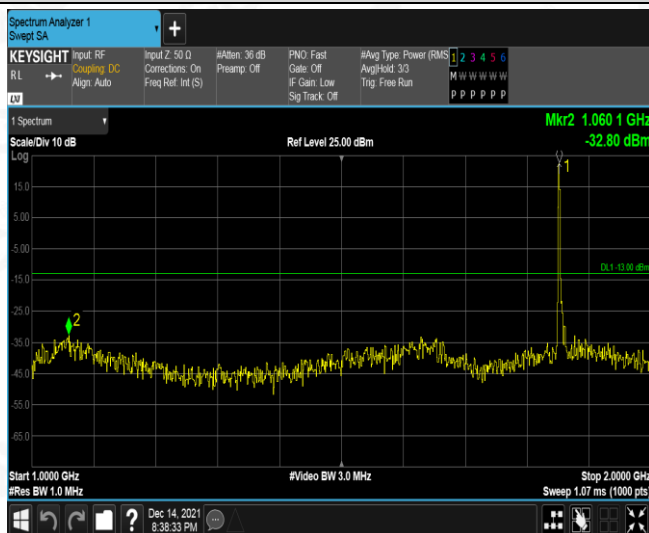 Spectrum Analyzer 1
Swept SA
+
KEYSIGHT
RL
LXI
Input: RF
Coupling: DC
Align: Auto
Input Z: 50 Ω
Corrections: On
Freq Ref: Int (S)
#Atten: 36 dB
Preamp: Off
PNO: Fast
Gate: Off
IF Gain: Low
Sig Track: Off
#Avg Type: Power (RMS
Avg|Hold: 3/3
Trig: Free Run
1 2 3 4 5 6
M W W W W W
P P P P P P
1 Spectrum
Mkr2 1.060 1 GHz
-32.80 dBm
Scale/Div 10 dB
Ref Level 25.00 dBm
Log
1
15.0
5.00
-5.00
DL1 -13.00 dBm
-15.0
-25.0
2
-35.0
-45.0
-55.0
-65.0
Start 1.0000 GHz
#Video BW 3.0 MHz
Stop 2.0000 GHz
#Res BW 1.0 MHz
Sweep 1.07 ms (1000 pts)
?
Dec 14, 2021
8:38:33 PM